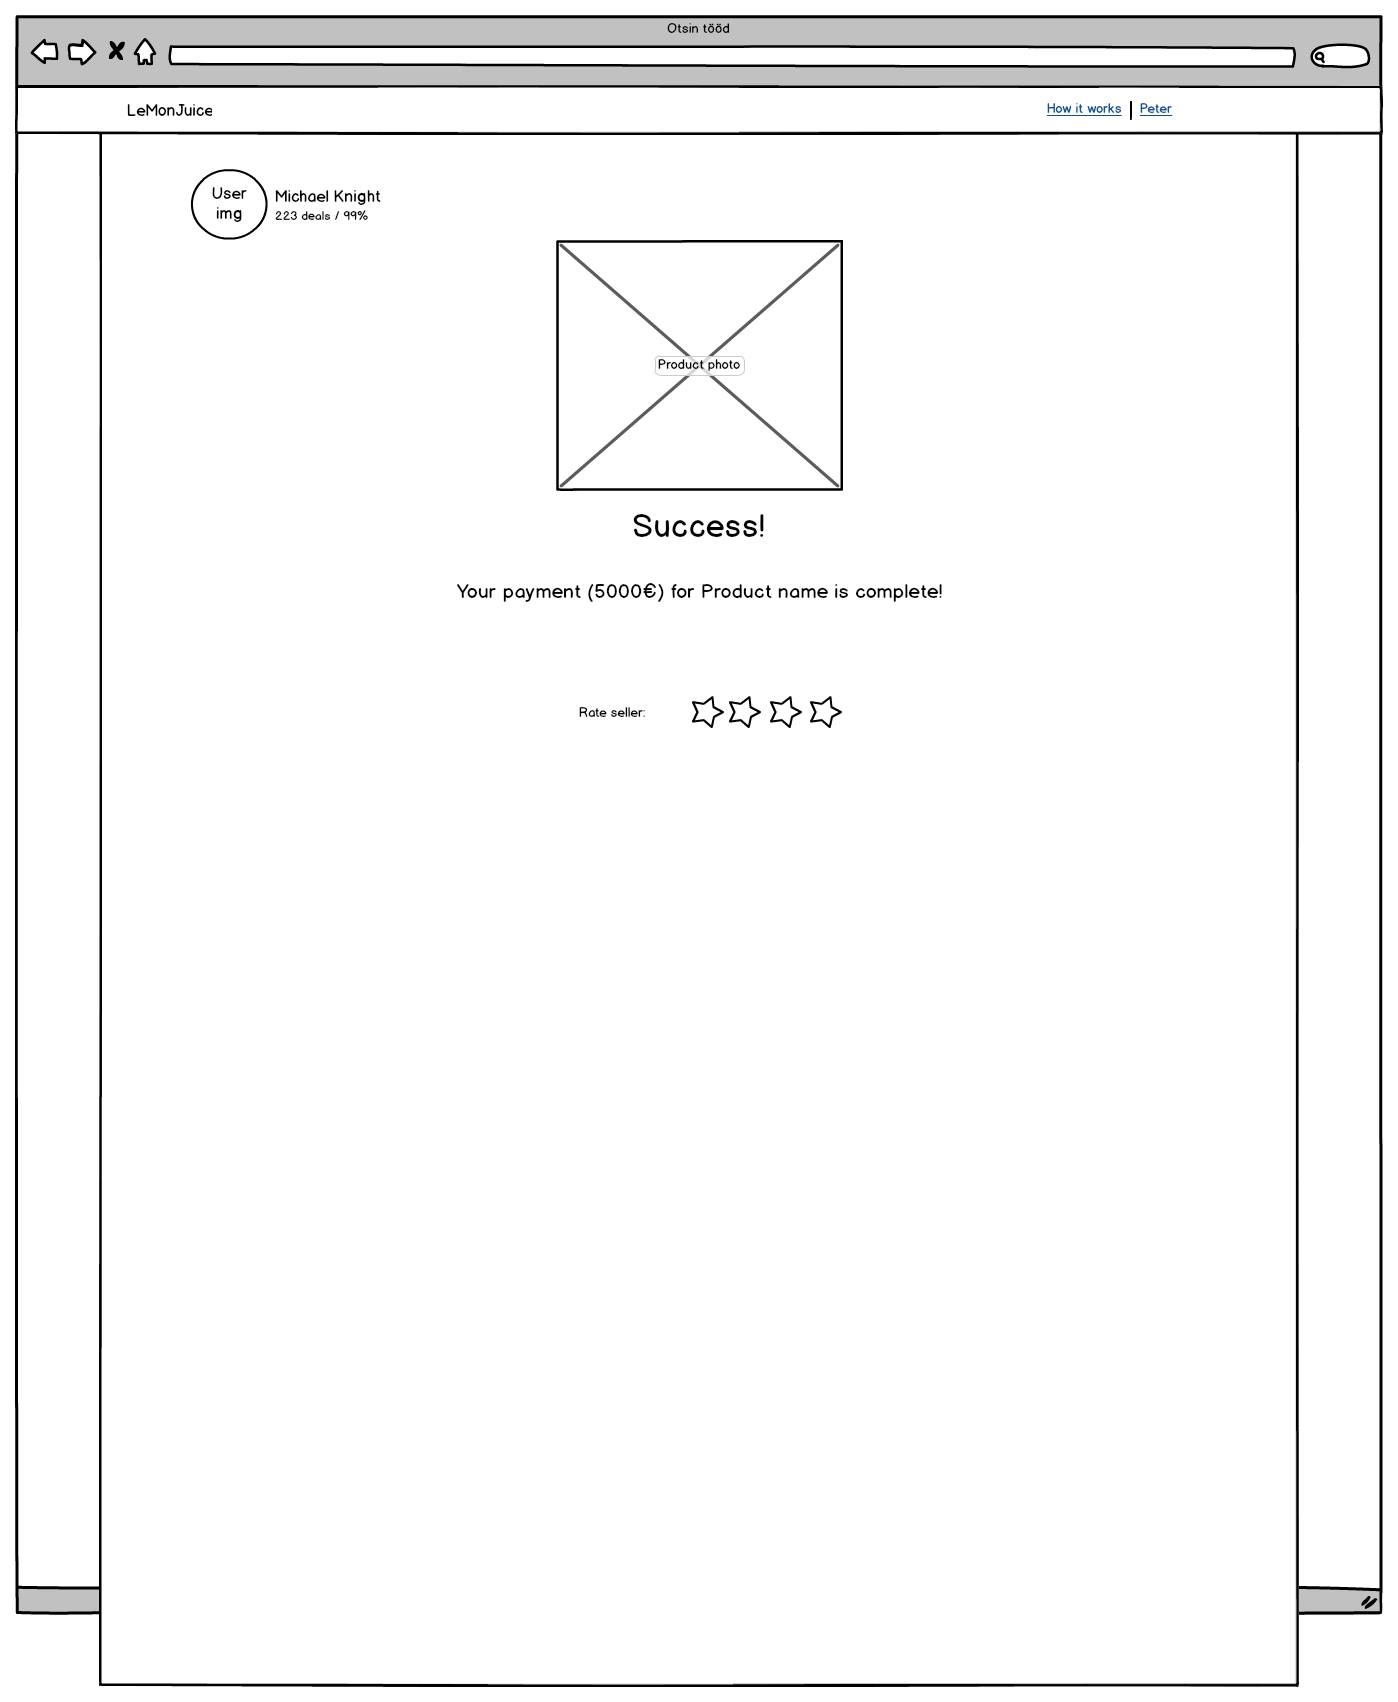 Otsin tööd
LeMonJuice
How it works
Peter
User
img
Michael Knight
223 deals / 99%
Product photo
Success!
Your payment (5000€) for Product name is complete!
Rate seller: